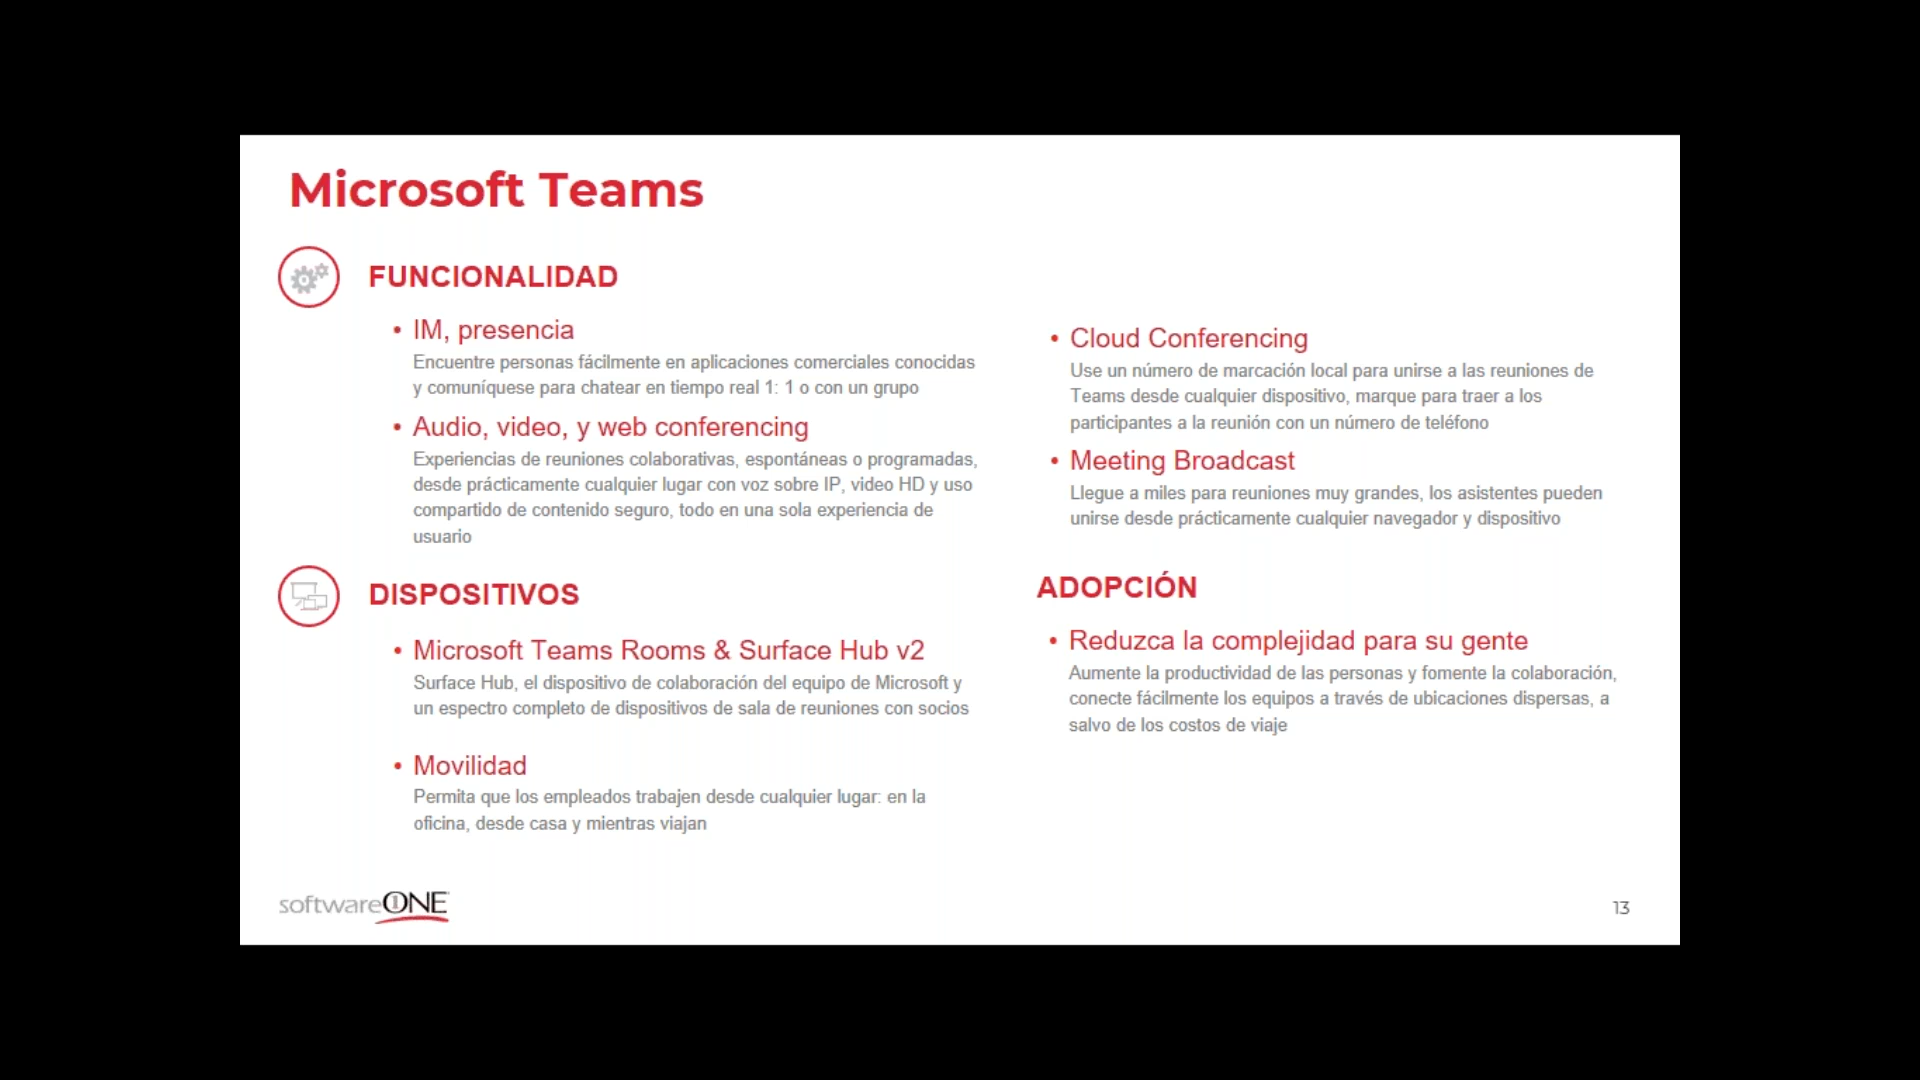 Microsoft Teams
FUNCIONALIDAD
• IM, presencia
Encuentre personas fácilmente en aplicaciones comerciales conocidas
y comuníquese para chatear en tiempo real 1: 1 o con un grupo
• Audio, video, y web conferencing
Experiencias de reuniones colaborativas, espontáneas o programadas,
desde prácticamente cualquier lugar con voz sobre IP, video HD y uso
compartido de contenido seguro, todo en una sola experiencia de
usuario
• Cloud Conferencing
Use un número de marcación local para unirse a las reuniones de
Teams desde cualquier dispositivo, marque para traer a los
participantes a la reunión con un número de teléfono
• Meeting Broadcast
Llegue a miles para reuniones muy grandes, los asistentes pueden
unirse desde prácticamente cualquier navegador y dispositivo
DISPOSITIVOS
• Microsoft Teams Rooms & Surface Hub v2
Surface Hub, el dispositivo de colaboración del equipo de Microsoft y
un espectro completo de dispositivos de sala de reuniones con socios
• Movilidad
Permita que los empleados trabajen desde cualquier lugar: en la
oficina, desde casa y mientras viajan
ADOPCIÓN
• Reduzca la complejidad para su gente
Aumente la productividad de las personas y fomente la colaboración,
conecte fácilmente los equipos a través de ubicaciones dispersas, a
salvo de los costos de viaje
softwareONE
13